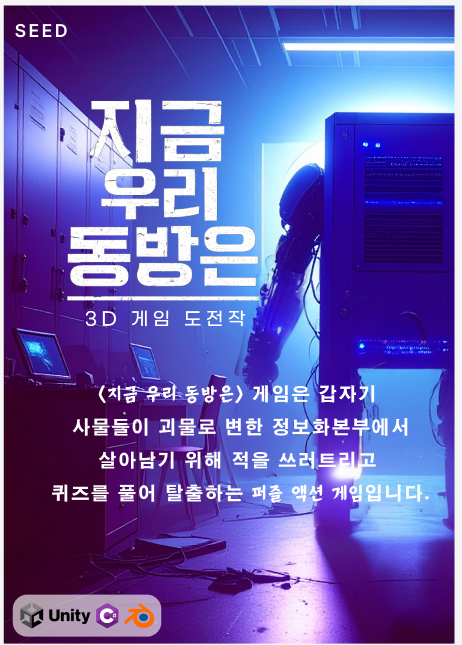 SEED
지금
우리
동방은
3D 게임 도전작
<지금 우리 동방은> 게임은 갑자기
사물들이 괴물로 변한 정보화본부에서
살아남기 위해 적을 쓰러트리고
퀴즈를 풀어 탈출하는 퍼즐 액션 게임입니다.
Unity C#